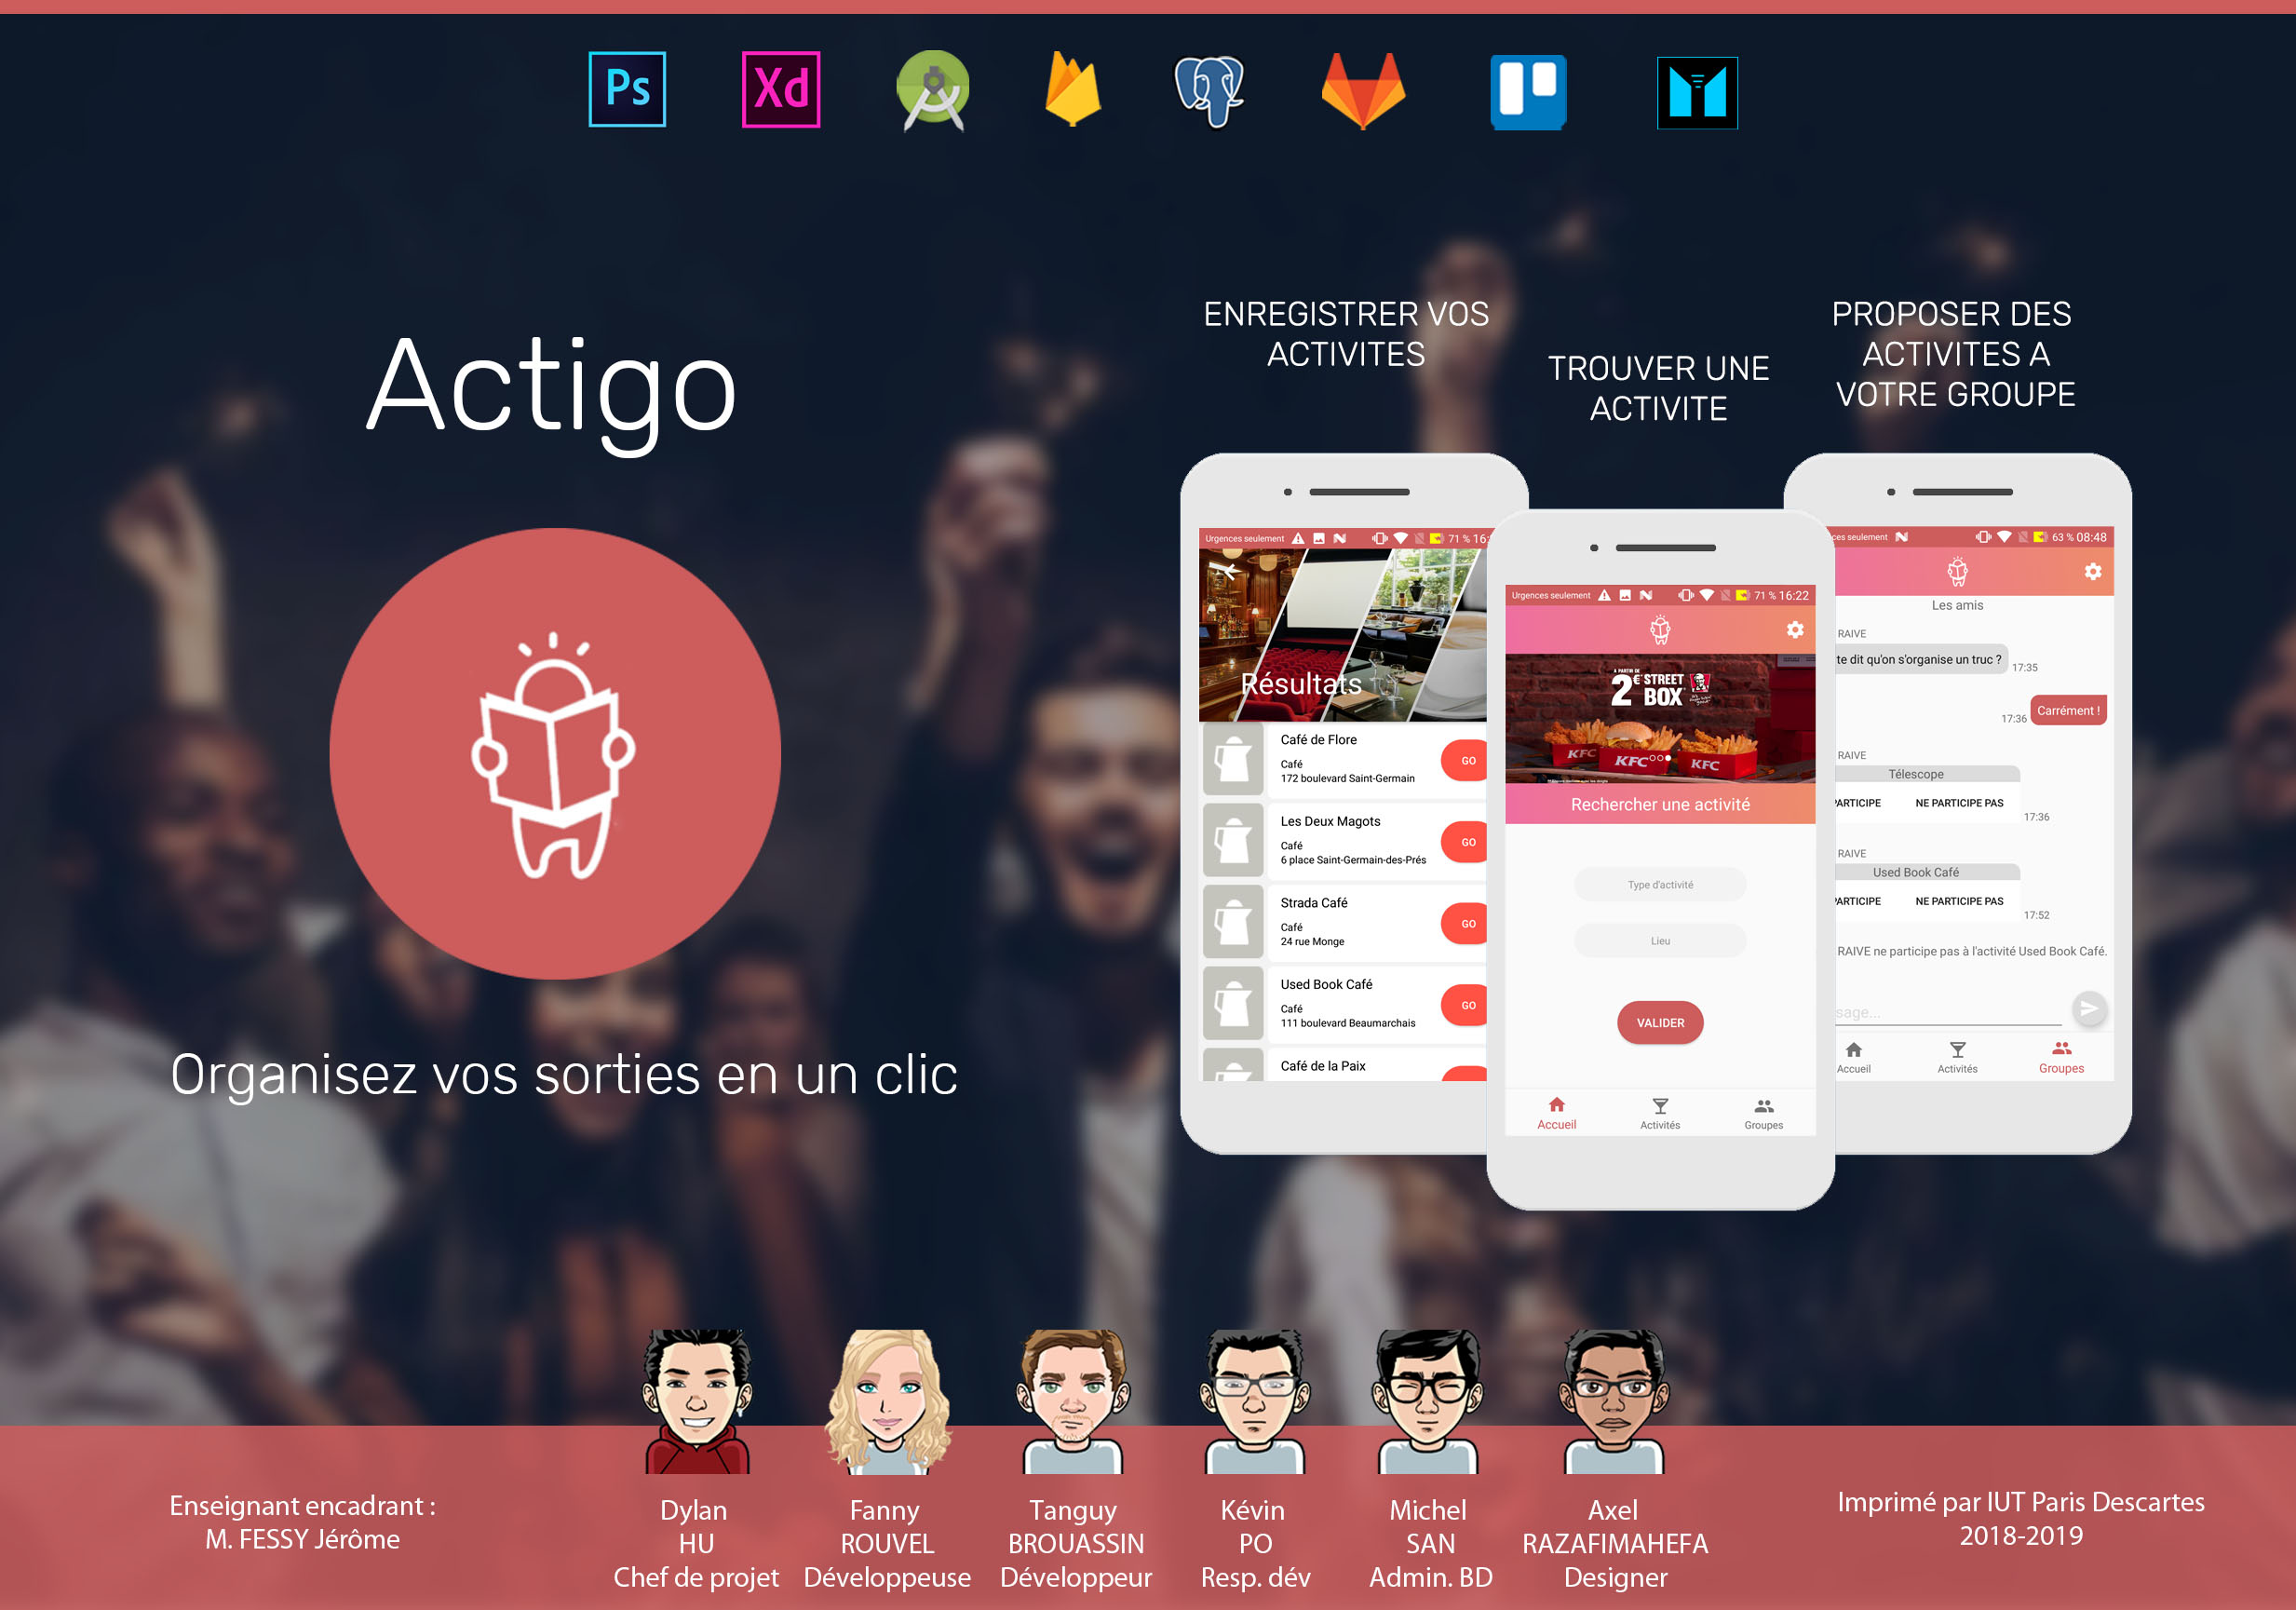 Ps
Xd
Actigo
Organisez vos sorties en un clic
ENREGISTRER VOS
ACTIVITES
TROUVER UNE
ACTIVITE
PROPOSER DES
ACTIVITES A
VOTRE GROUPE
Urgences seulement
71 % 16:
Résultats
Café de Flore
Café
172 boulevard Saint-Germain
GO
Les Deux Magots
Café
6 place Saint-Germain-des-Prés
GO
Strada Café
Café
24 rue Monge
GO
Used Book Café
Café
111 boulevard Beaumarchais
GO
Café de la Paix
Urgences seulement
71 % 16:22
A PARTIR DE
2€ STREET
BOX
KFC
KFC
KFC
Rechercher une activité
Type d'activité
Lieu
VALIDER
Accueil
Activités
Groupes
ces seulement
63 % 08:48
Les amis
RAIVE
te dit qu'on s'organise un truc ?
17:35
17:36
Carrément !
RAIVE
Télescope
PARTICIPE
NE PARTICIPE PAS
17:36
RAIVE
Used Book Café
PARTICIPE
NE PARTICIPE PAS
17:52
RAIVE ne participe pas à l'activité Used Book Café.
sage...
Accueil
Activités
Groupes
Enseignant encadrant :
M. FESSY Jérôme
Dylan
HU
Chef de projet
Fanny
ROUVEL
Développeuse
Tanguy
BROUASSIN
Développeur
Kévin
PO
Resp. dév
Michel
SAN
Admin. BD
Axel
RAZAFIMAHEFA
Designer
Imprimé par IUT Paris Descartes
2018-2019